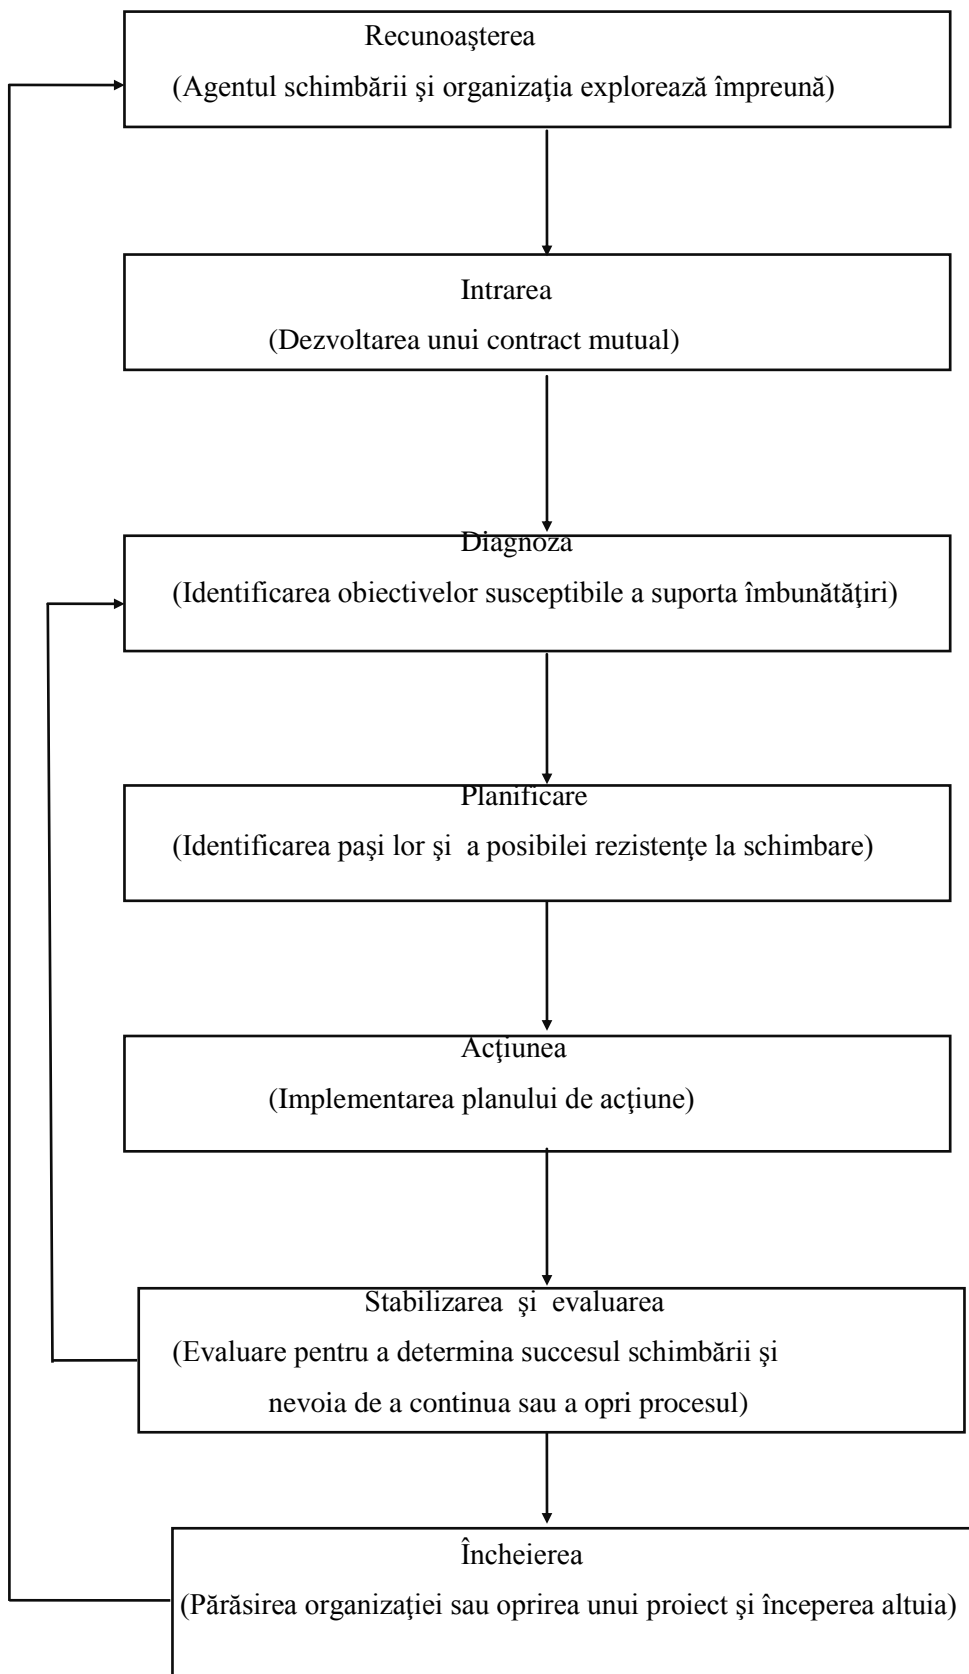 Recunoaşterea
(Agentul schimbării şi organizaţia explorează împreună)
Intrarea
(Dezvoltarea unui contract mutual)
Diagnoza
(Identificarea obiectivelor susceptibile a suporta îmbunătăţiri)
Planificare
(Identificarea paşi lor şi  a posibilei rezistenţe la schimbare)
Acţiunea
(Implementarea planului de acţiune)
Stabilizarea  şi  evaluarea
(Evaluare pentru a determina succesul schimbării şi
nevoia de a continua sau a opri procesul)
Încheierea
(Părăsirea organizaţiei sau oprirea unui proiect şi începerea altuia)